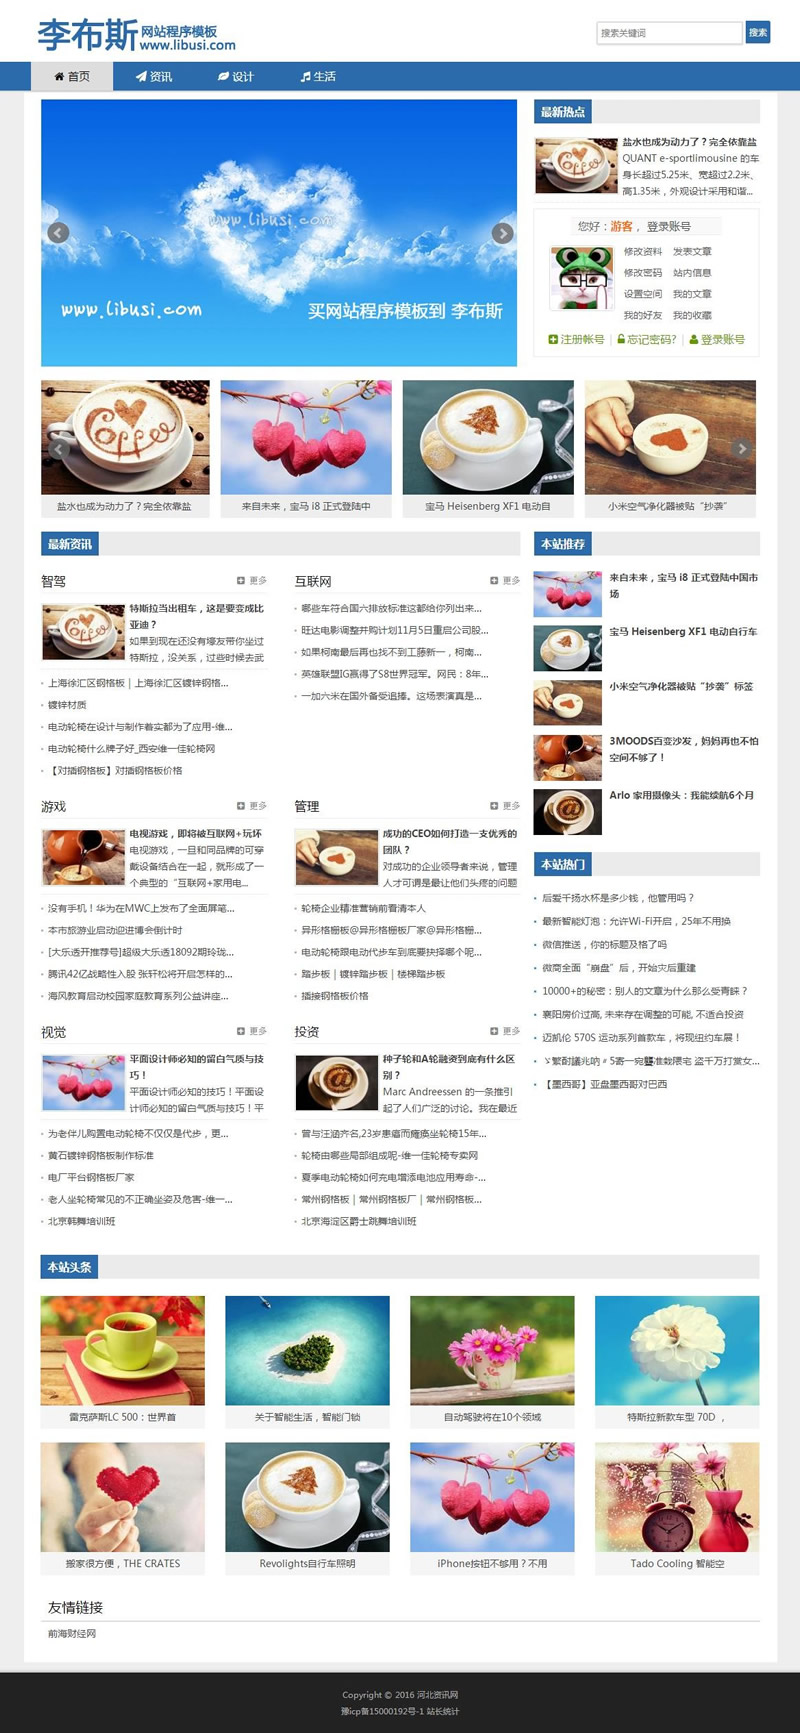 李布斯 网站程序模板
www.libusi.com
搜索关键词 搜索
首页 资讯 设计 生活
www.libusi.com
www.libusi.com
买网站程序模板到 李布斯
最新热点
盐水也成为动力了？完全依靠盐
QUANT e-sportlimousine 的车
身长超过5.25米、宽超过2.2米、
高1.35米，外观设计采用和谐...
您好：游客， 登录账号
修改资料 发表文章
修改密码 站内信息
设置空间 我的文章
我的好友 我的收藏
注册帐号 | 忘记密码? | 登录账号
Coffee
盐水也成为动力了？完全依靠盐
来自未来，宝马 i8 正式登陆中
宝马 Heisenberg XF1 电动自
小米空气净化器被贴“抄袭”
最新资讯
智驾 更多
特斯拉当出租车，这是要变成比
亚迪？
如果到现在还没有壕友带你坐过
特斯拉，没关系，过些时候去武
上海徐汇区钢格板｜上海徐汇区镀锌钢格...
镀锌材质
电动轮椅在设计与制作着实都为了应用-维...
电动轮椅什么牌子好_西安维一佳轮椅网
【对插钢格板】对插钢格板价格
互联网 更多
哪些车符合国六排放标准这都给你列出来...
旺达电影调整并购计划11月5日重启公司股...
如果柯南最后再也找不到工藤新一，柯南...
英雄联盟IG赢得了S8世界冠军。网民：8年...
一加六米在国外备受追捧。这场表演真是...
游戏 更多
电视游戏，即将被互联网+玩坏
电视游戏，一旦和同品牌的可穿
戴设备结合在一起，就形成了一
个典型的“互联网+家用电...
没有手机！华为在MWC上发布了全面屏笔...
本市旅游业启动迎进博会倒计时
[大乐透开推荐号]超级大乐透18092期玲珑...
腾讯42亿战略性入股 张轩松将开启怎样的...
海风教育启动校园家庭教育系列公益讲座...
管理 更多
成功的CEO如何打造一支优秀的
团队？
对成功的企业领导者来说，管理
人才可谓是最让他们头疼的问题
轮椅企业精准营销前看清本人
异形格栅板@异形格栅板厂家@异形格栅...
电动轮椅跟电动代步车到底要抉择哪个呢...
踏步板｜镀锌踏步板｜楼梯踏步板
插接钢格板价格
视觉 更多
平面设计师必知的留白气质与技
巧！
平面设计师必知的技巧！平面设
计师必知的留白气质与技巧！平
为老伴儿购置电动轮椅不仅仅是代步，更...
黄石镀锌钢格板制作标准
电厂平台钢格板厂家
老人坐轮椅常见的不正确坐姿及危害-维一...
北京韩舞培训班
投资 更多
种子轮和A轮融资到底有什么区
别？
Marc Andreessen 的一条推引
起了人们广泛的讨论。我在最近
曾与汪涵齐名,23岁患癌而瘫痪坐轮椅15年...
轮椅由哪些局部组成呢-维一佳轮椅专卖网
夏季电动轮椅如何充电增添电池应用寿命-...
常州钢格板｜常州钢格板厂｜常州钢格板...
北京海淀区爵士跳舞培训班
本站推荐
来自未来，宝马 i8 正式登陆中国市
场
宝马 Heisenberg XF1 电动自行车
小米空气净化器被贴“抄袭”标签
3MOODS百变沙发，妈妈再也不怕
空间不够了！
Arlo 家用摄像头：我能续航6个月
本站热门
后爱千扬水杯是多少钱，他管用吗？
最新智能灯泡：允许Wi-Fi开启，25年不用换
微信推送，你的标题及格了吗
微商全面“崩盘”后，开始灾后重建
10000+的秘密：别人的文章为什么那么受青睐？
襄阳房价过高, 未来存在调整的可能, 不适合投资
迈凯伦 570S 运动系列首款车，将现纽约车展！
【墨西哥】亚盘墨西哥对巴西
本站头条
雷克萨斯LC 500：世界首
关于智能生活，智能门锁
自动驾驶将在10个领域
特斯拉新款车型 70D ，
搬家很方便，THE CRATES
Revolights自行车照明
iPhone按钮不够用？不用
Tado Cooling 智能空
友情链接
前海财经网
Copyright © 2016 河北资讯网
豫icp备15000192号-1 站长统计